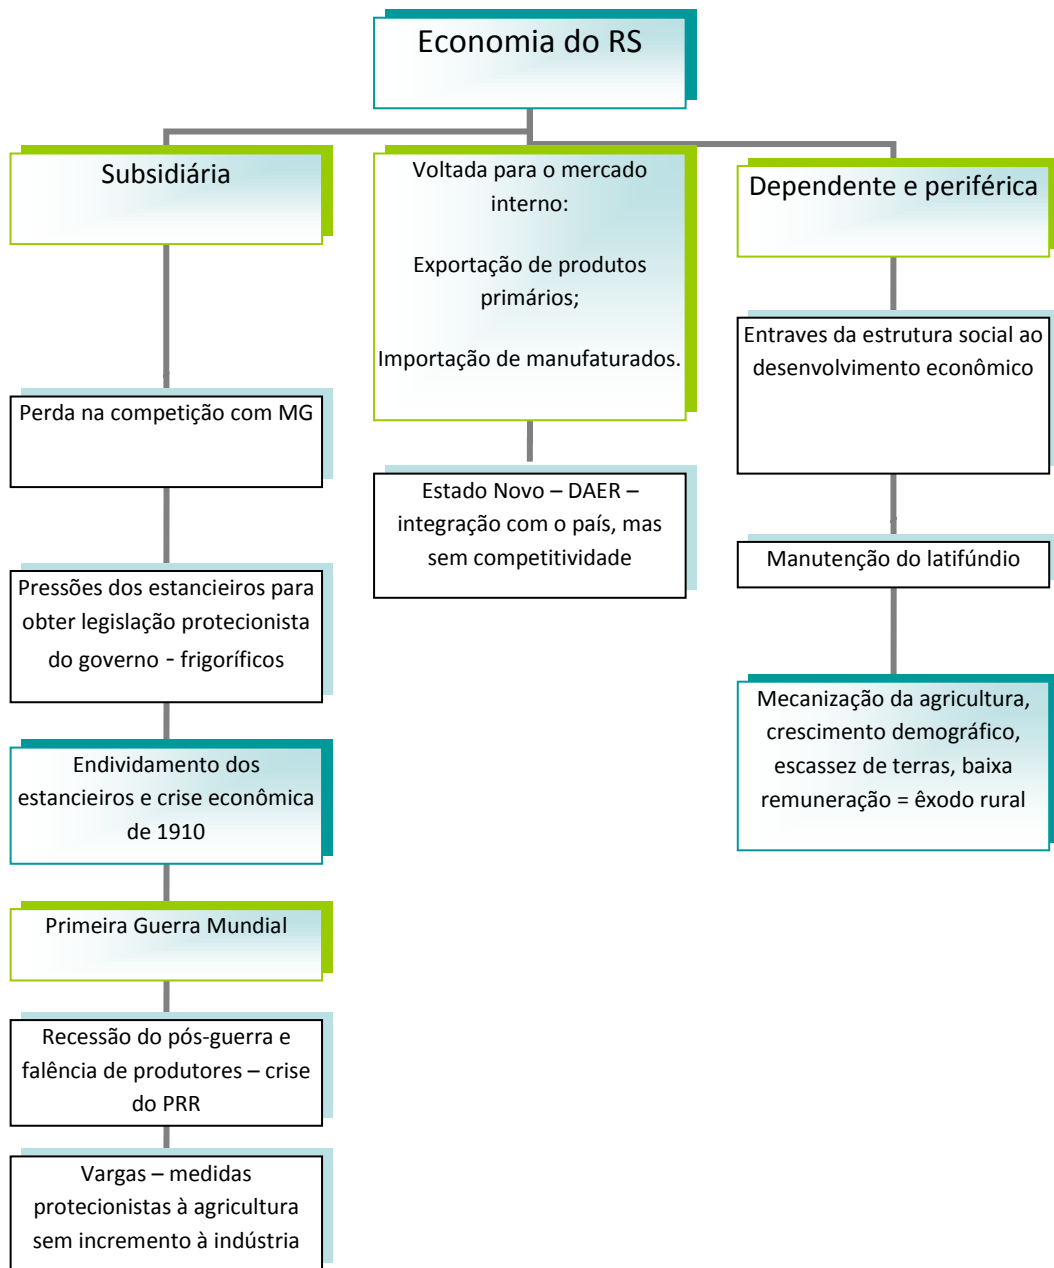 Economia do RS
Subsidiária
Perda na competição com MG
Pressões dos estancieiros para
obter legislação protecionista
do governo - frigoríficos
Endividamento dos
estancieiros e crise econômica
de 1910
Primeira Guerra Mundial
Recessão do pós-guerra e
falência de produtores – crise
do PRR
Vargas – medidas
protecionistas à agricultura
sem incremento à indústria
Voltada para o mercado
interno:
Exportação de produtos
primários;
Importação de manufaturados.
Estado Novo – DAER –
integração com o país, mas
sem competitividade
Dependente e periférica
Entraves da estrutura social ao
desenvolvimento econômico
Manutenção do latifúndio
Mecanização da agricultura,
crescimento demográfico,
escassez de terras, baixa
remuneração = êxodo rural